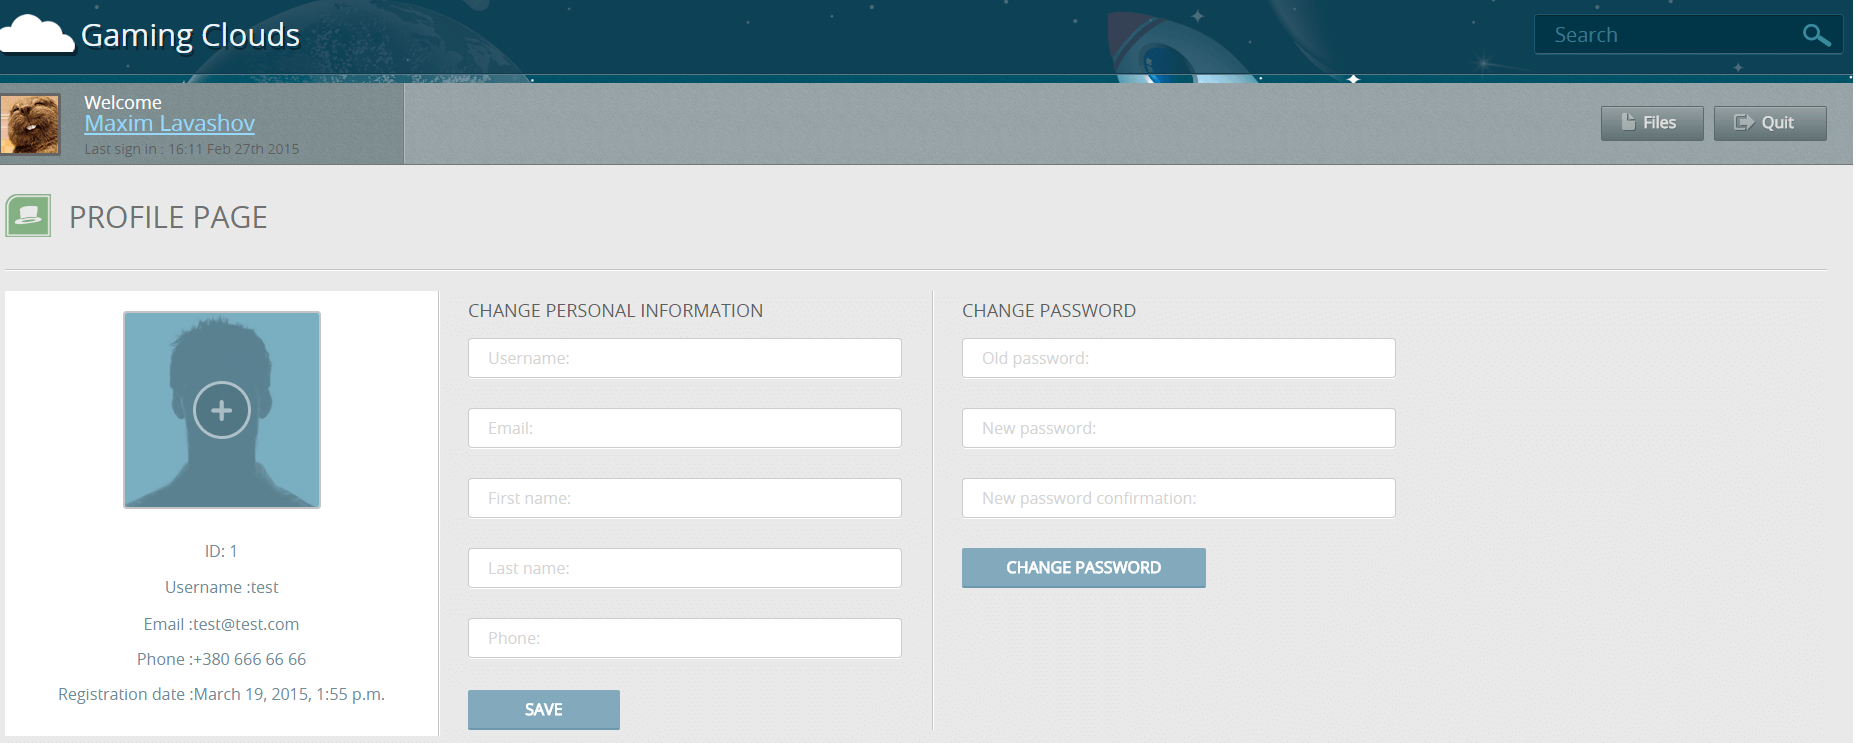 Gaming Clouds
Search
Welcome
Maxim Lavashov
Last sign in : 16:11 Feb 27th 2015
Files
Quit
PROFILE PAGE
ID: 1
Username :test
Email :test@test.com
Phone :+380 666 66 66
Registration date :March 19, 2015, 1:55 p.m.
CHANGE PERSONAL INFORMATION
Username:
Email:
First name:
Last name:
Phone:
SAVE
CHANGE PASSWORD
Old password:
New password:
New password confirmation:
CHANGE PASSWORD